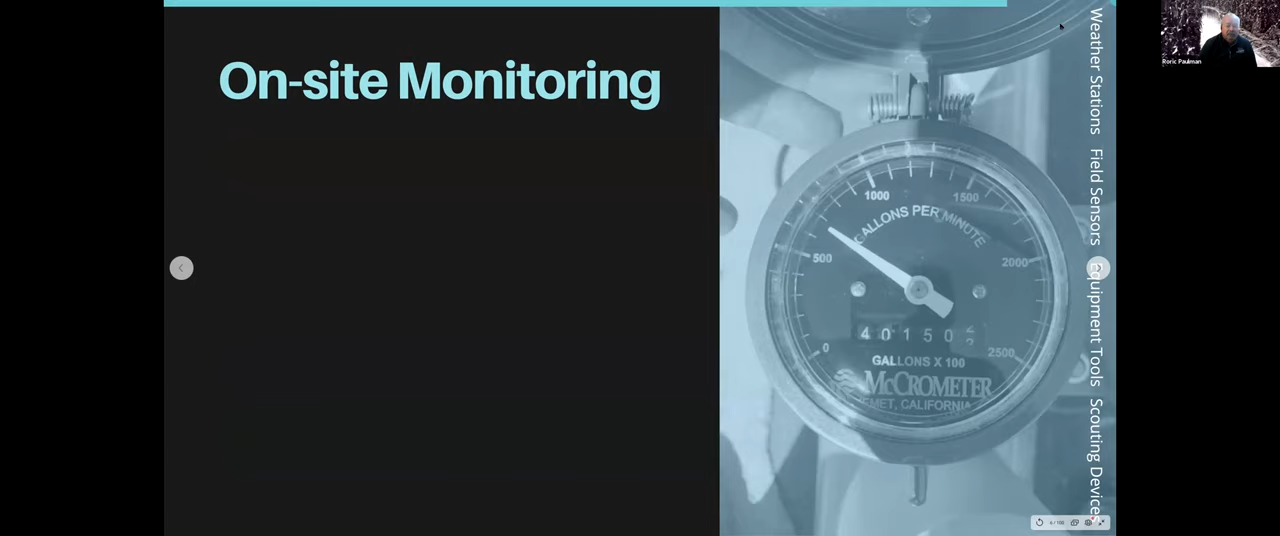 On-site Monitoring
1000
1500
GALLONS PER MINUTE
500
2000
40150
0
2500
GALLONS X 100
McCROMETER
HEMET, CALIFORNIA
Weather Stations Field Sensors Equipment Tools Scouting Devices
Roric Paulman